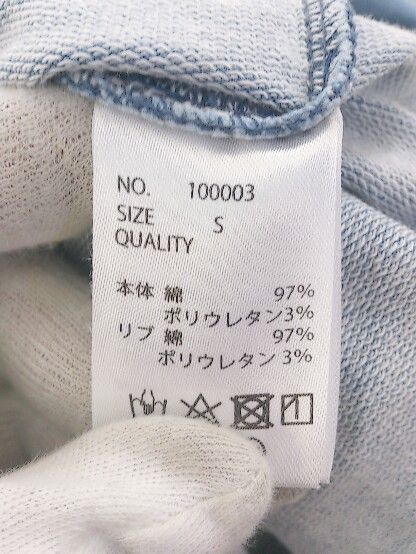 NO. 100003
SIZE S
QUALITY
本体 綿 97%
ポリウレタン3%
リブ 綿 97%
ポリウレタン 3%